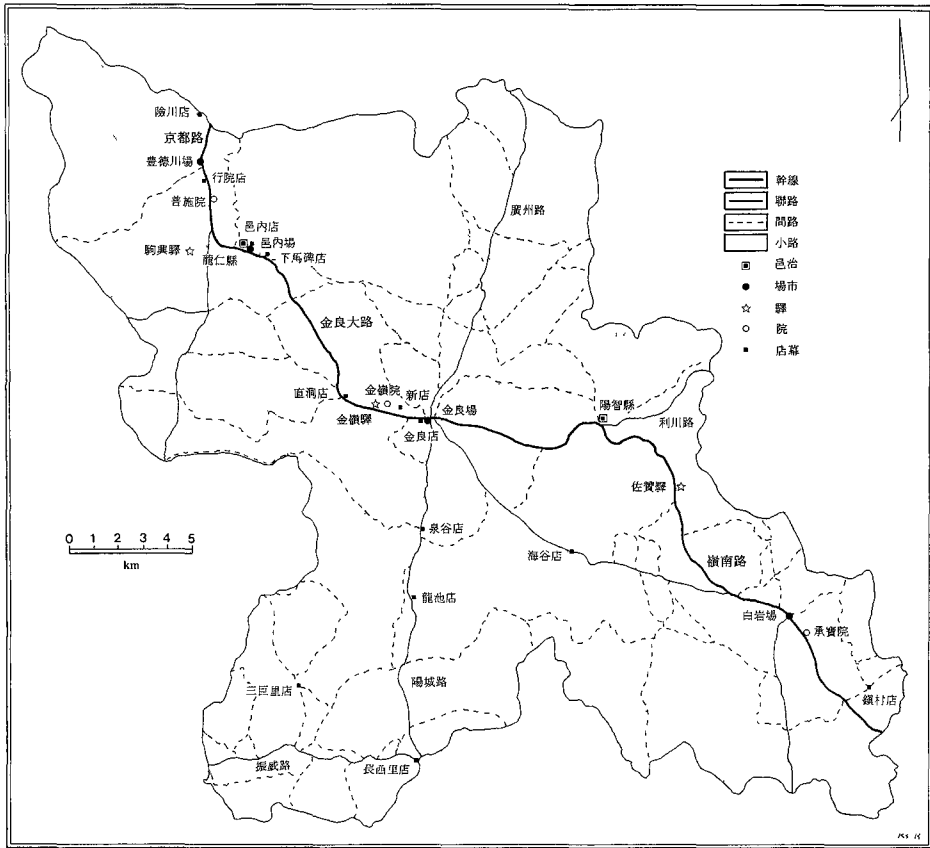 險川店
京都路
豊德川場
行院店
普施院
邑内店
邑内場
下馬碑店
駒興驛
龍仁縣
廣州路
幹線
聯路
間路
小路
邑治
場市
驛
院
店幕
金良大路
直洞店
金嶺院
新店
金嶺驛
金良場
金良店
陽智縣
利川路
佐贊驛
0 1 2 3 4 5
km
泉谷店
海谷店
嶺南路
龍池店
白岩場
承寶院
三巨里店
陽城路
鎭村店
振威路
長西里店